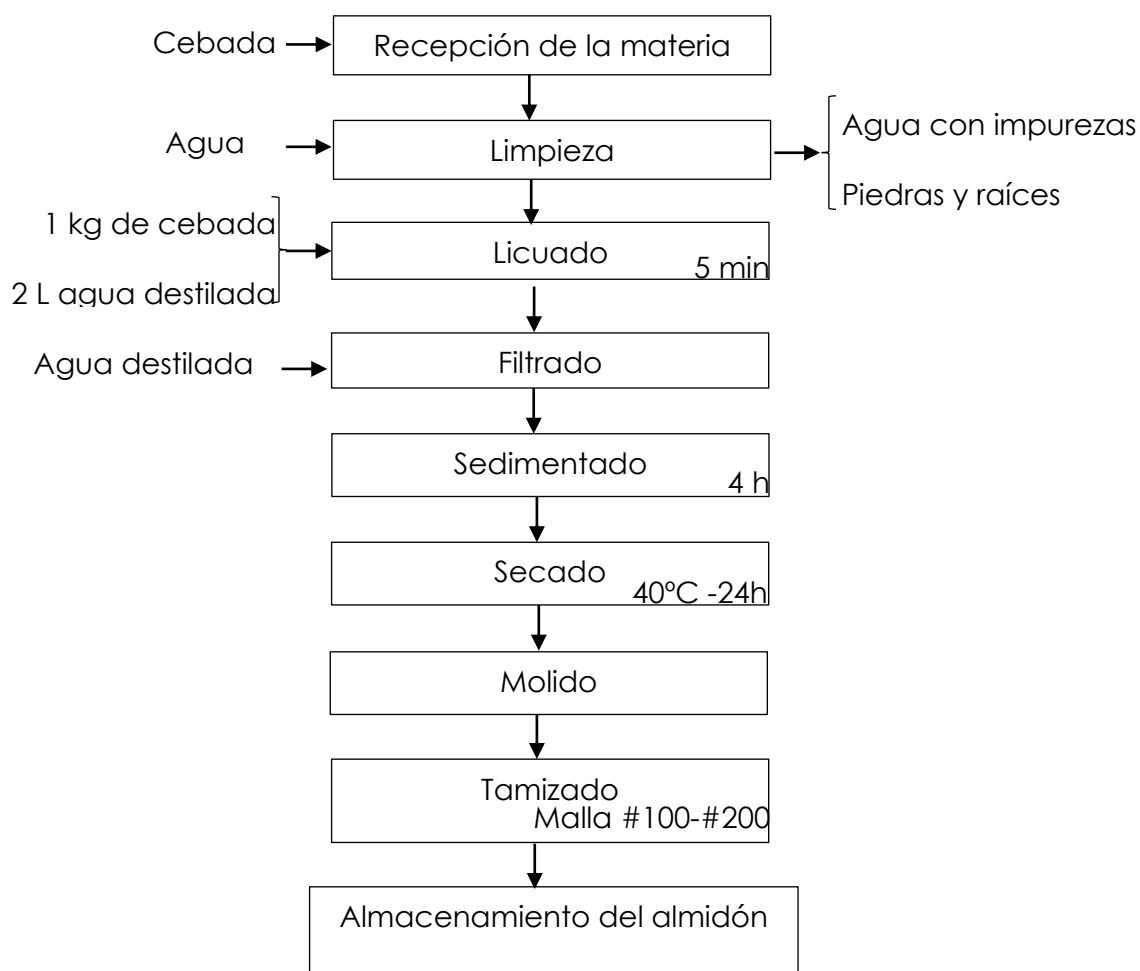 Cebada
Recepción de la materia
Agua
Limpieza
Agua con impurezas
Piedras y raíces
1 kg de cebada
2 L agua destilada
Licuado
5 min
Agua destilada
Filtrado
Sedimentado
4 h
Secado
40°C -24h
Molido
Tamizado
Malla #100-#200
Almacenamiento del almidón